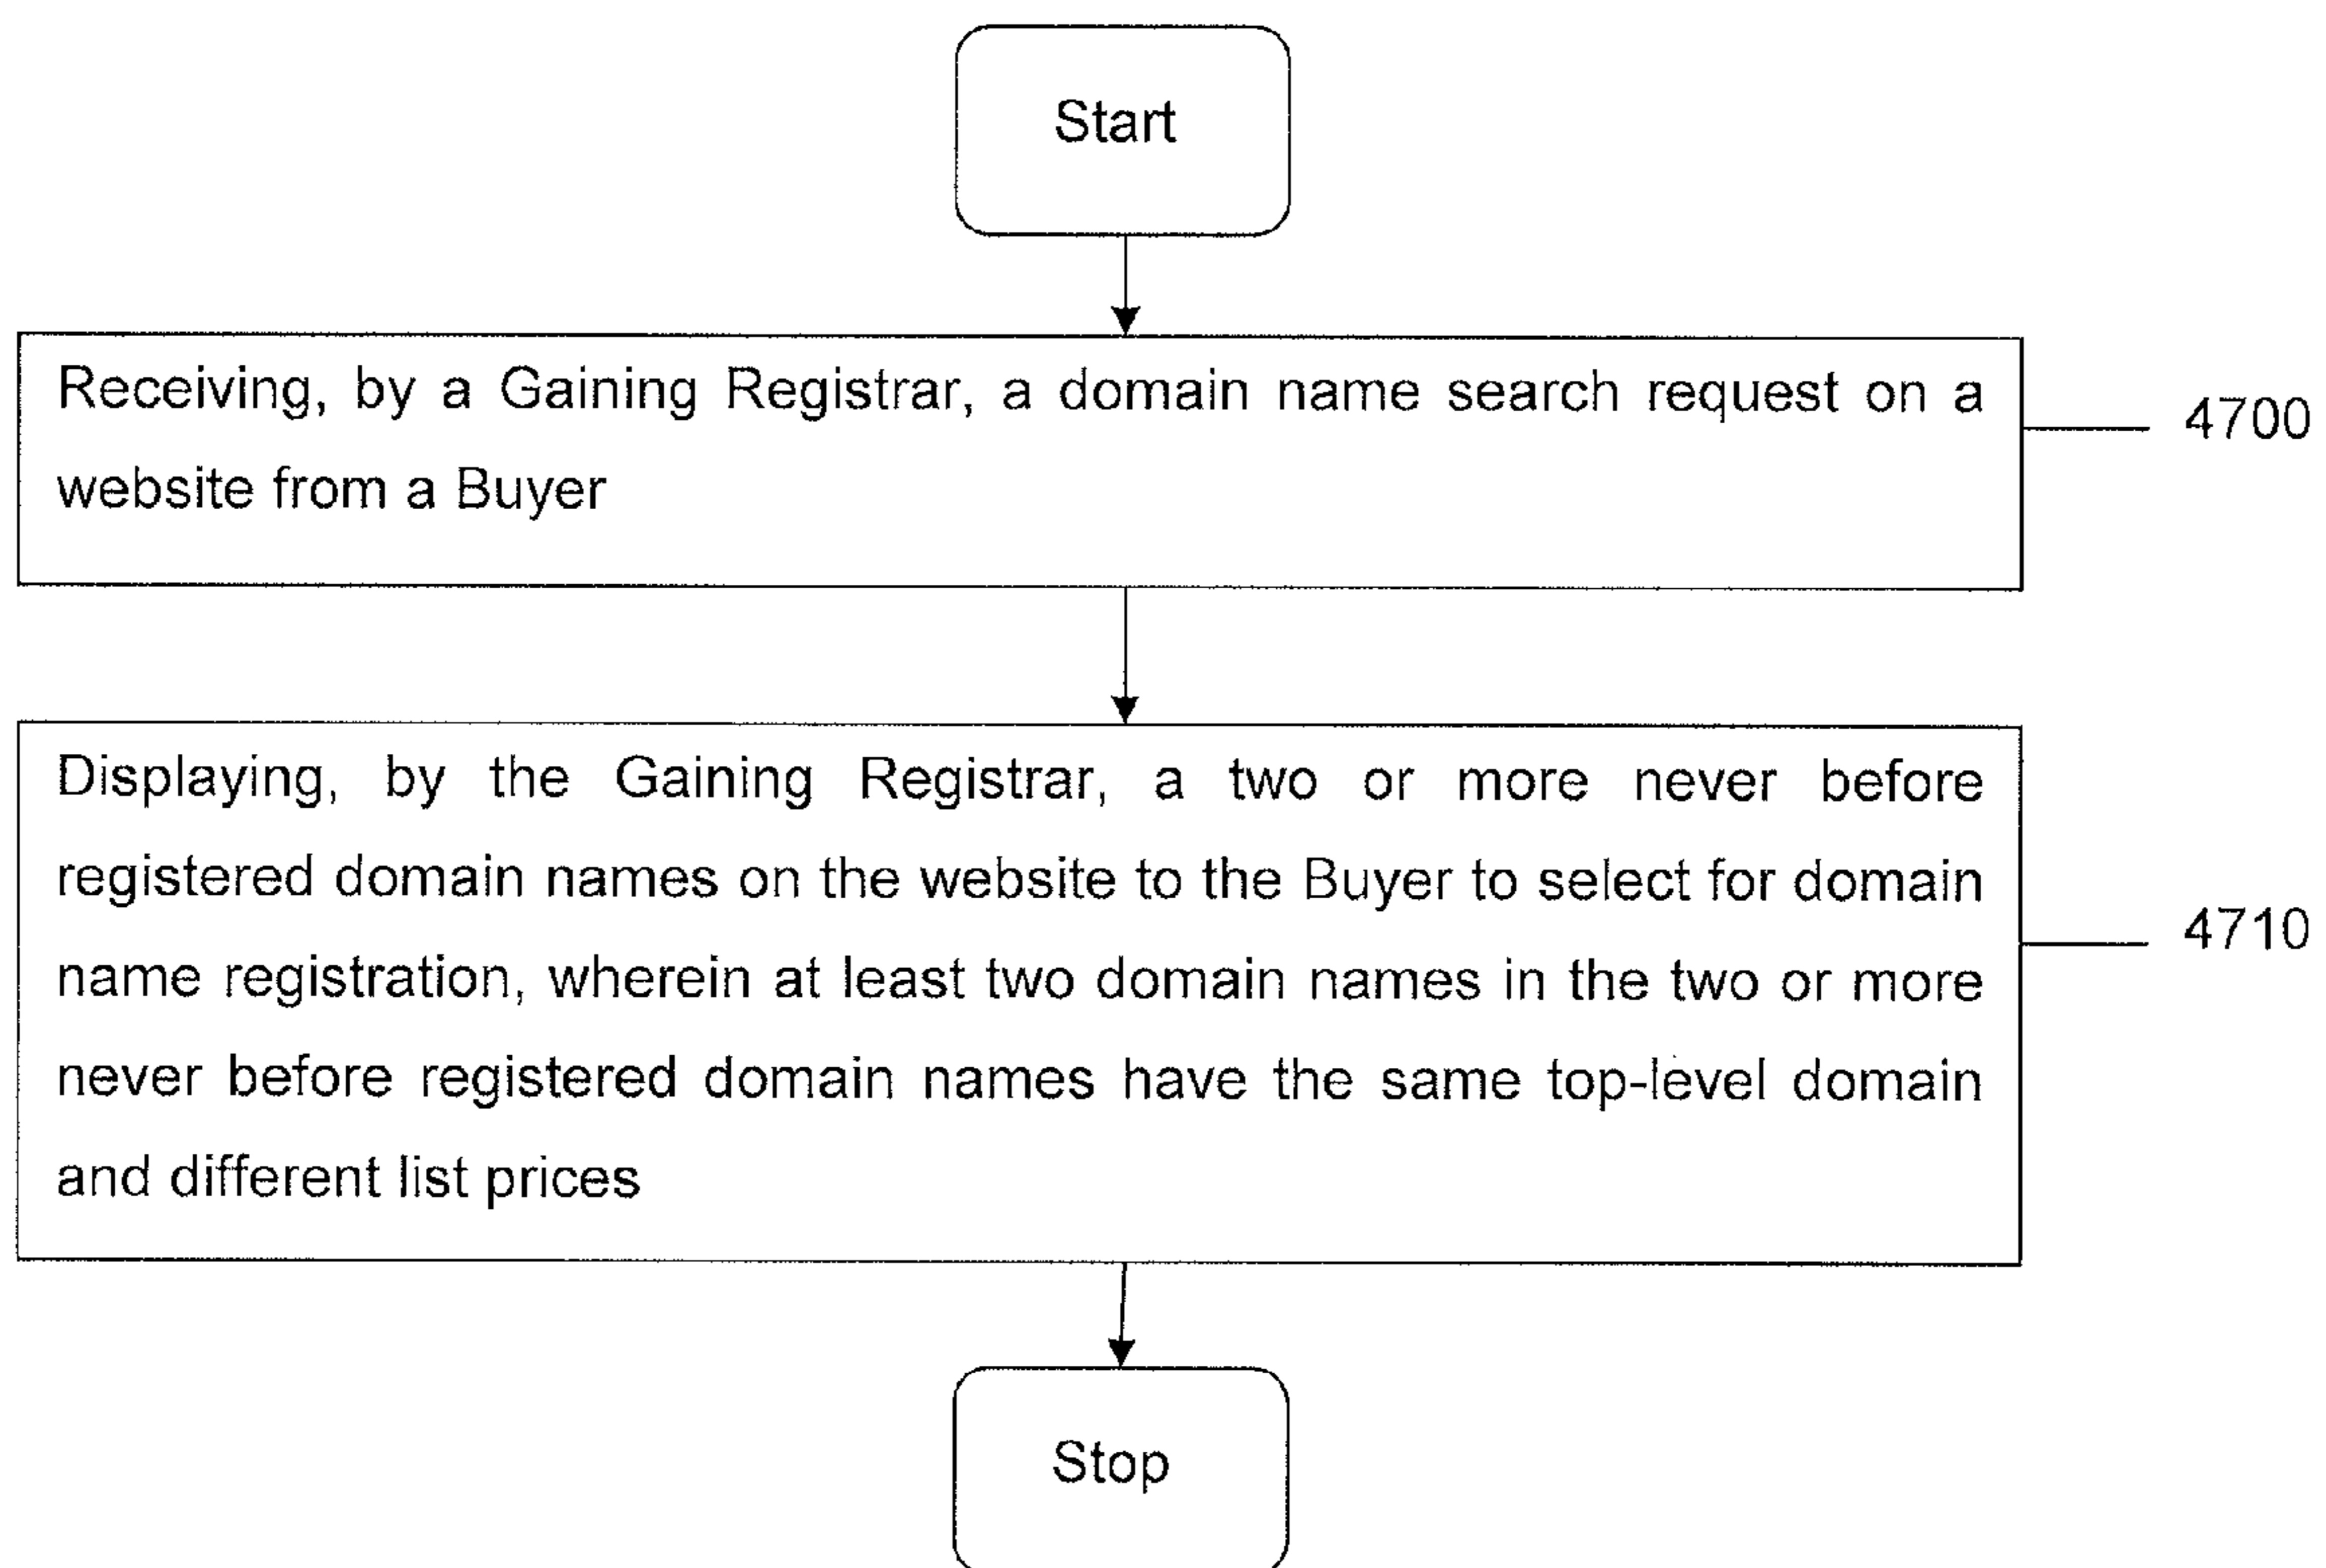 Start
Receiving, by a Gaining Registrar, a domain name search request on a
website from a Buyer
4700
Displaying, by the Gaining Registrar, a two or more never before
registered domain names on the website to the Buyer to select for domain
name registration, wherein at least two domain names in the two or more
never before registered domain names have the same top-level domain
and different list prices
4710
Stop